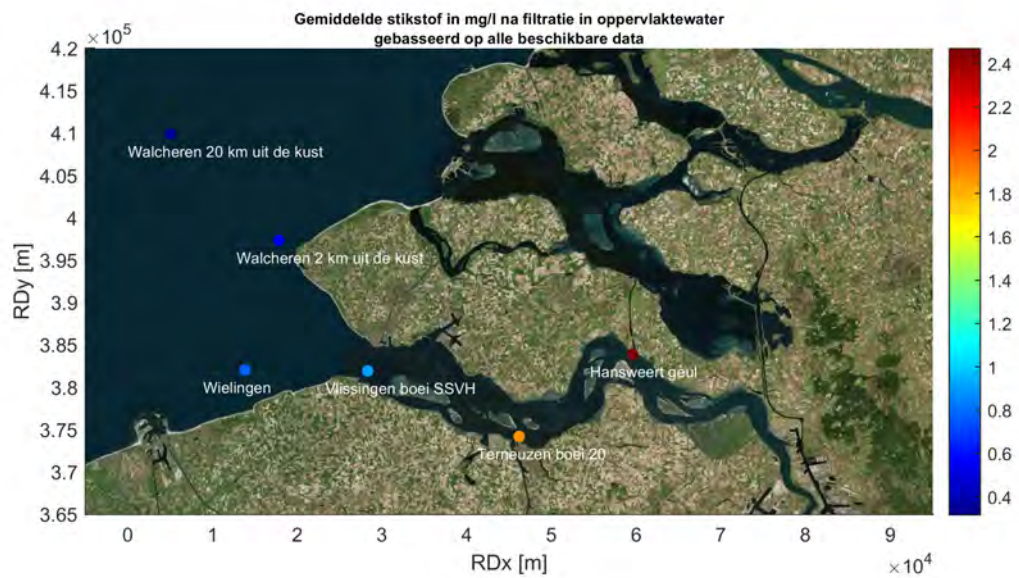 Gemiddelde stikstof in mg/l na filtratie in oppervlaktewater
gebasseerd op alle beschikbare data
×10⁵
4.2
4.15
4.1
4.05
4
3.95
3.9
3.85
3.8
3.75
3.7
3.65
RDy [m]
Walcheren 20 km uit de kust
Walcheren 2 km uit de kust
Wielingen
Vlissingen boei SSVH
Hansweert geul
Terneuzen boei 20
0 1 2 3 4 5 6 7 8 9
×10⁴
RDx [m]
2.4
2.2
2
1.8
1.6
1.4
1.2
1
0.8
0.6
0.4